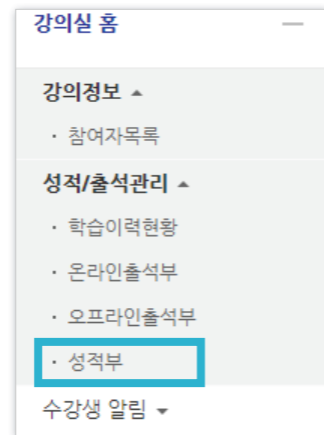 강의실 홈
강의정보 ▲
· 참여자목록
성적/출석관리 ▲
· 학습이력현황
· 온라인출석부
· 오프라인출석부
· 성적부
수강생 알림 ▼